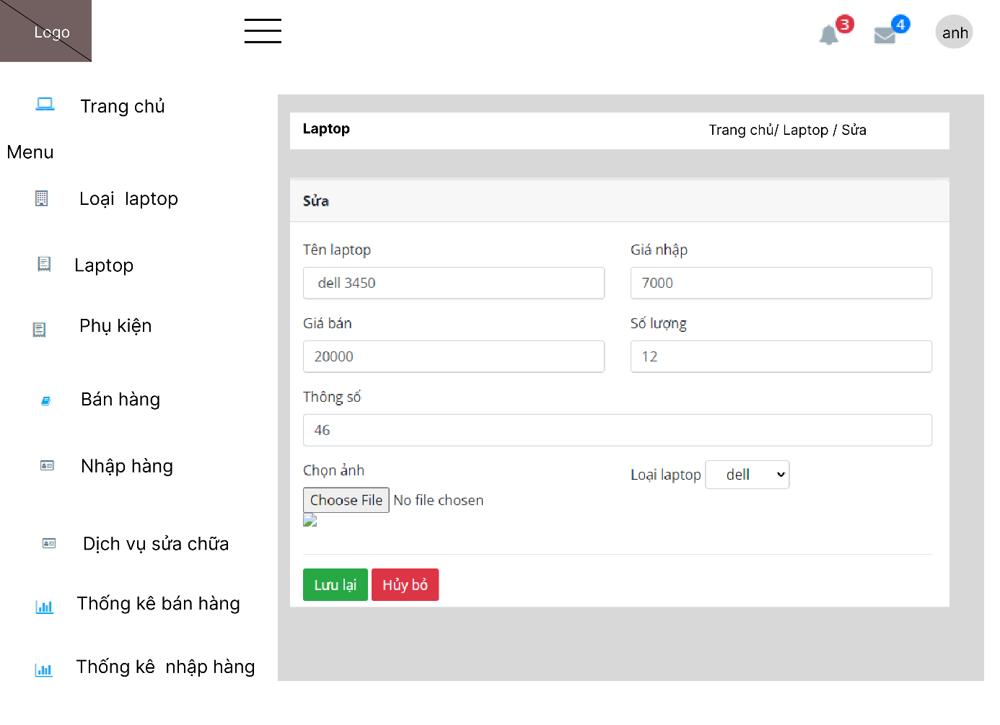 Logo
3
4
anh
Trang chủ
Menu
Loại laptop
Laptop
Phụ kiện
Bán hàng
Nhập hàng
Dịch vụ sửa chữa
Thống kê bán hàng
Thống kê nhập hàng
Laptop
Trang chủ/ Laptop / Sửa
Sửa
Tên laptop
Giá nhập
dell 3450
7000
Giá bán
Số lượng
20000
12
Thông số
46
Chọn ảnh
Loại laptop dell
Choose File No file chosen
Lưu lại Hủy bỏ